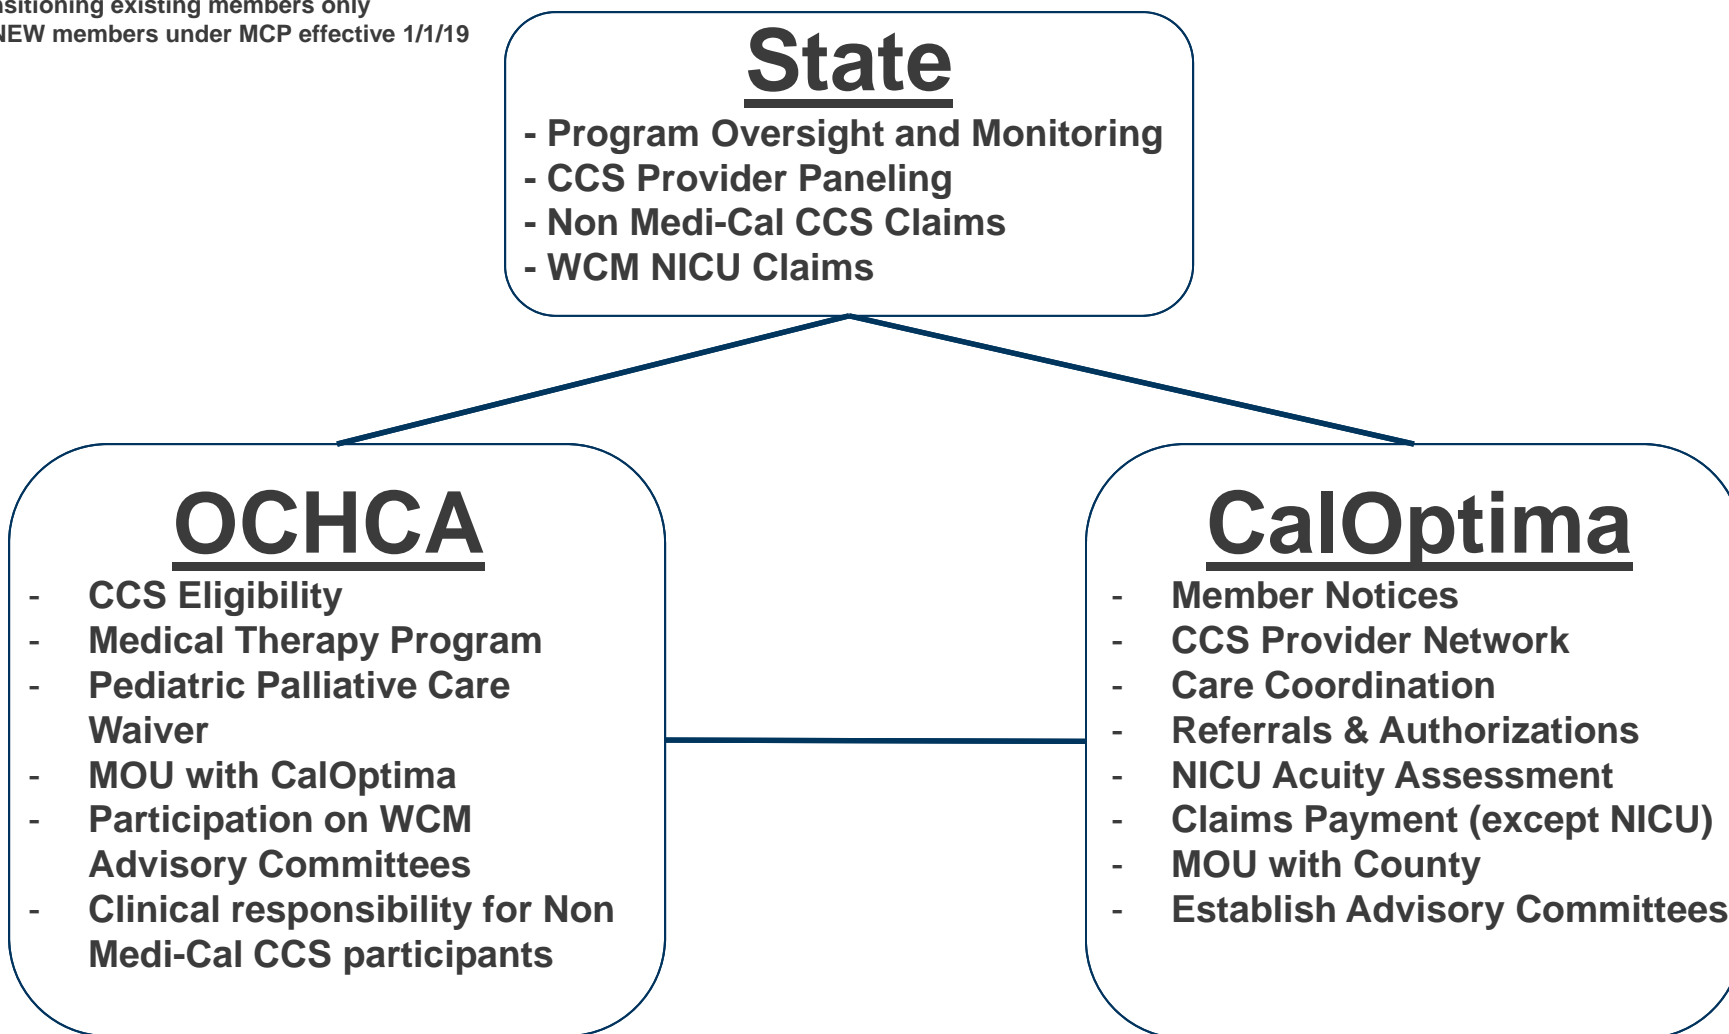 existing members only
NEW members under MCP effective 1/1/19
State
- Program Oversight and Monitoring
- CCS Provider Paneling
- Non Medi-Cal CCS Claims
- WCM NICU Claims
OCHCA
- CCS Eligibility
- Medical Therapy Program
- Pediatric Palliative Care
Waiver
- MOU with CalOptima
- Participation on WCM
Advisory Committees
- Clinical responsibility for Non
Medi-Cal CCS participants
CalOptima
- Member Notices
- CCS Provider Network
- Care Coordination
- Referrals & Authorizations
- NICU Acuity Assessment
- Claims Payment (except NICU)
- MOU with County
- Establish Advisory Committees